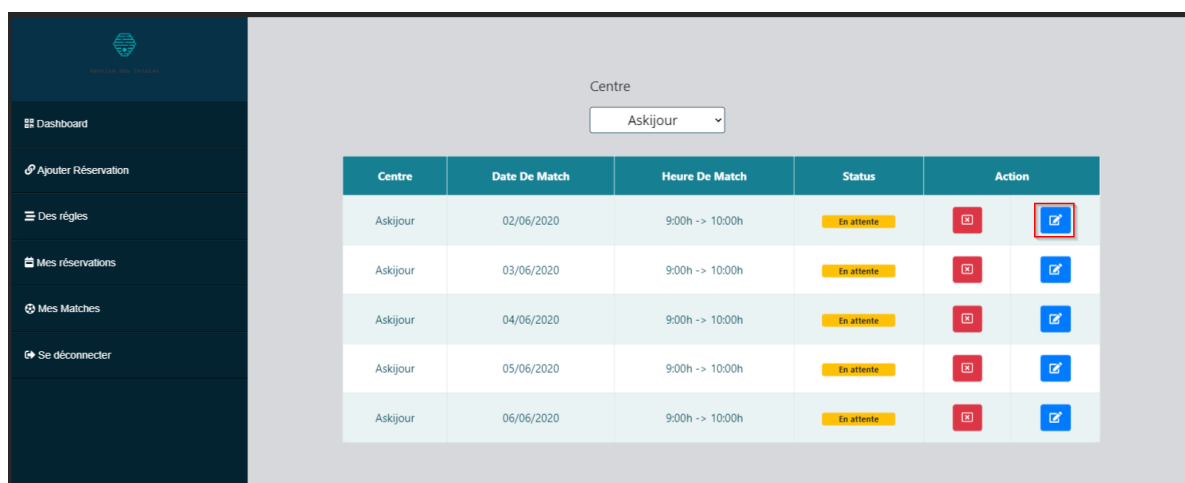 Dashboard
Ajouter Réservation
Des régles
Mes réservations
Mes Matches
Se déconnecter
Centre
Askijour
Centre Date De Match Heure De Match Status Action
Askijour 02/06/2020 9:00h -> 10:00h En attente
Askijour 03/06/2020 9:00h -> 10:00h En attente
Askijour 04/06/2020 9:00h -> 10:00h En attente
Askijour 05/06/2020 9:00h -> 10:00h En attente
Askijour 06/06/2020 9:00h -> 10:00h En attente